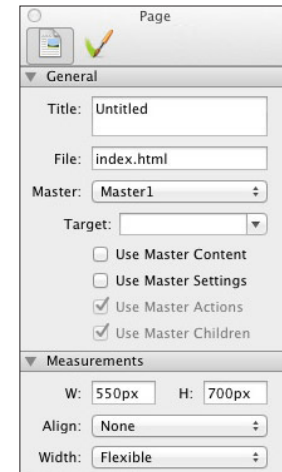 Page
General
Title: Untitled
File: index.html
Master: Master1
Target:
Use Master Content
Use Master Settings
Use Master Actions
Use Master Children
Measurements
W: 550px H: 700px
Align: None
Width: Flexible